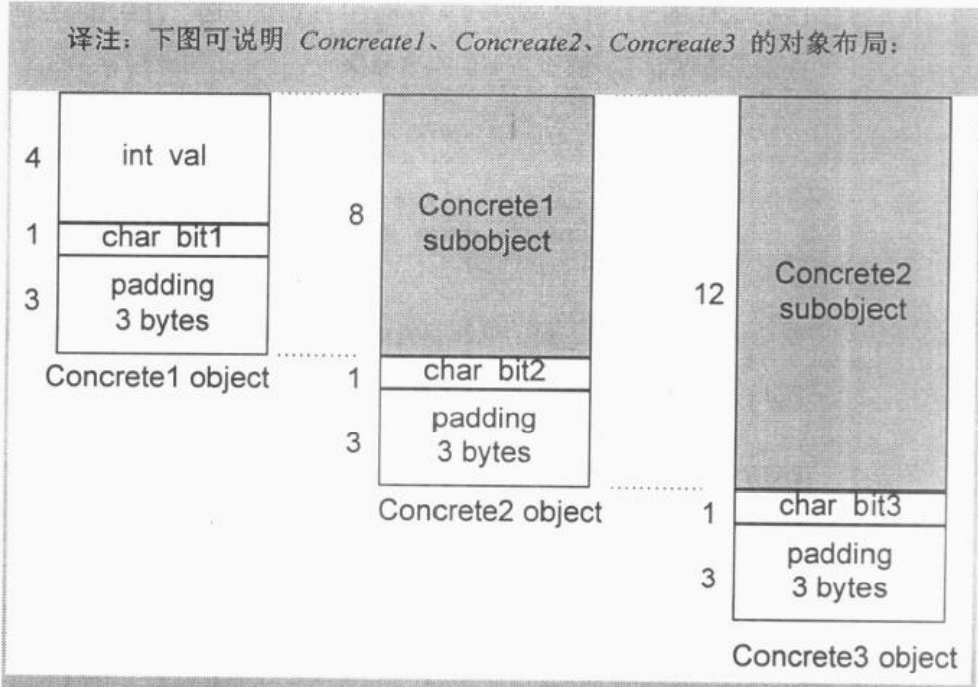 译注：下图可说明 Concreate1、Concreate2、Concreate3 的对象布局：
4
int val
1
char bit1
3
padding
3 bytes
Concrete1 object
8
Concrete1
subobject
1
char bit2
3
padding
3 bytes
Concrete2 object
12
Concrete2
subobject
1
char bit3
3
padding
3 bytes
Concrete3 object